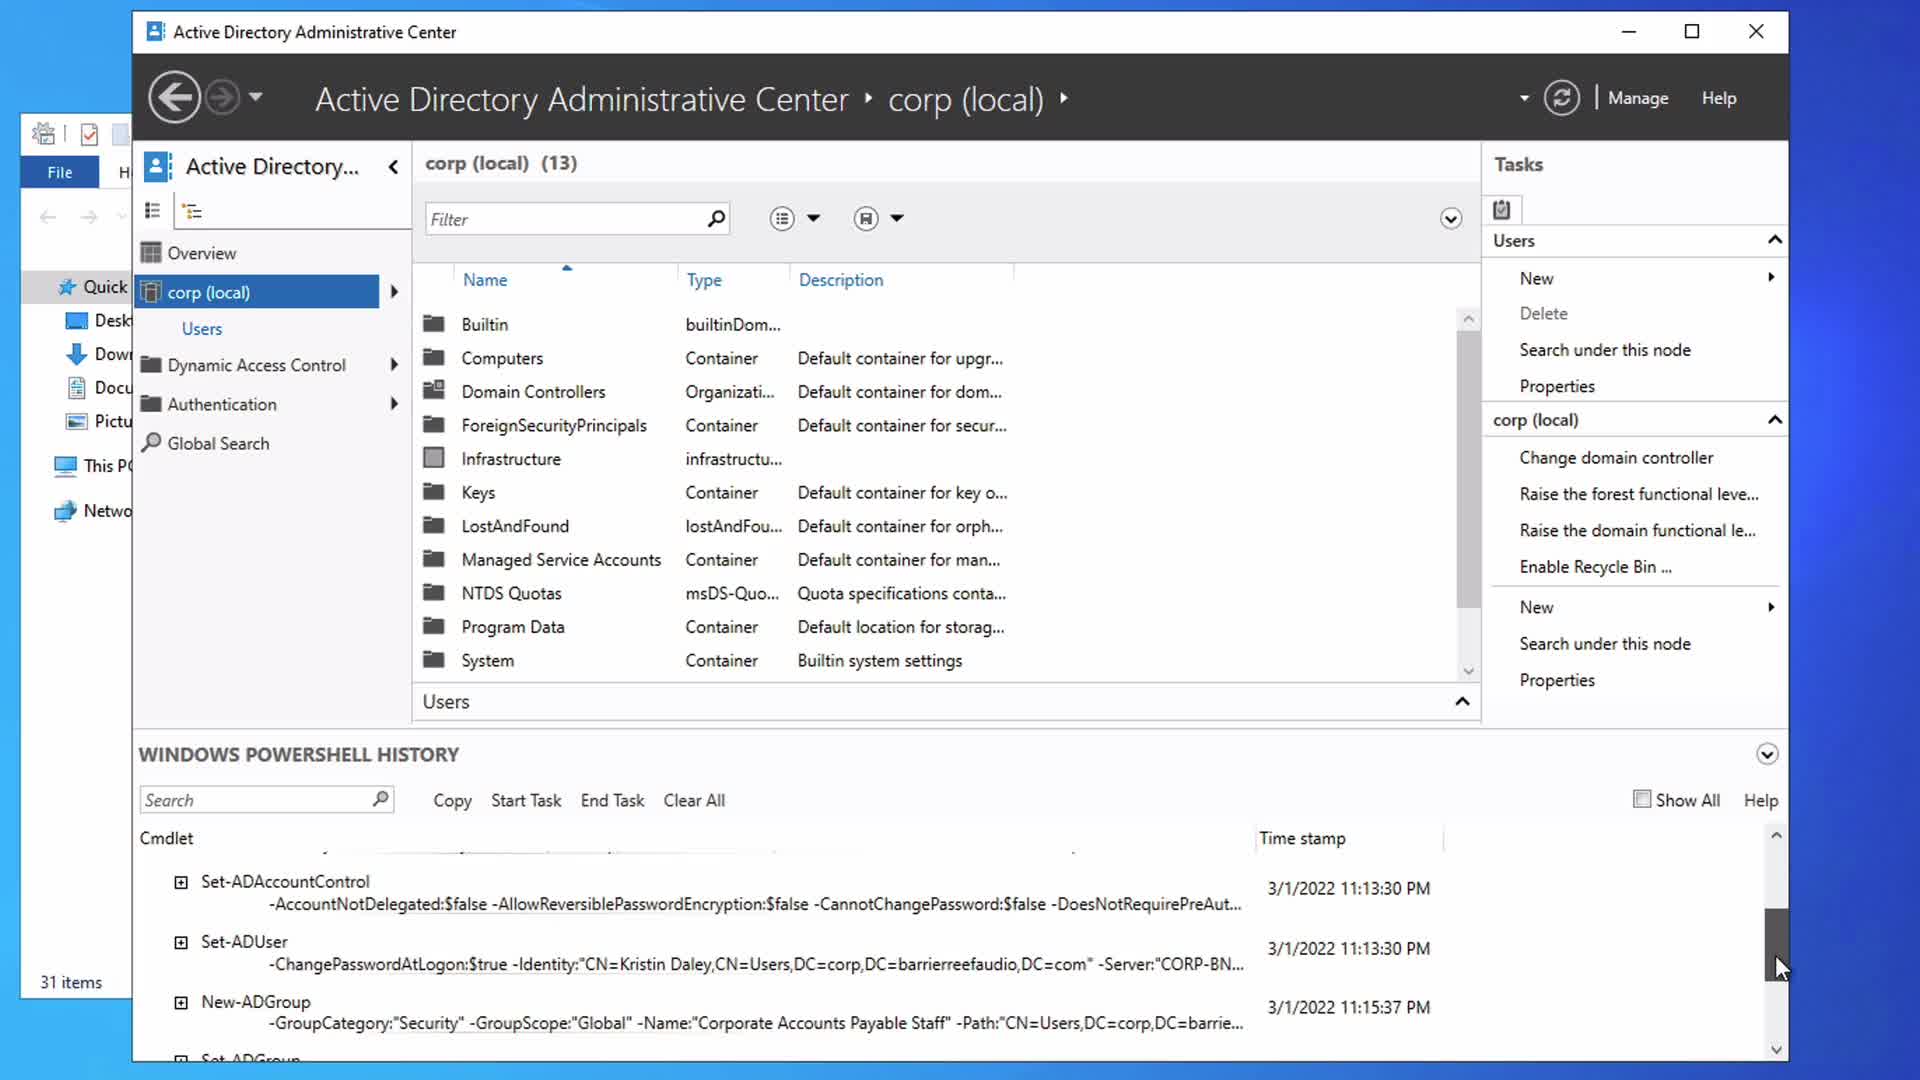 Active Directory Administrative Center
Active Directory Administrative Center ‣ corp (local) ‣
Manage
Help
File
Quick
This
31 items
Active Directory...
Overview
corp (local)
Users
Dynamic Access Control
Authentication
Global Search
corp (local) (13)
Filter
Name Type Description
Builtin builtinDom...
Computers Container Default container for upgr...
Domain Controllers Organizati... Default container for dom...
ForeignSecurityPrincipals Container Default container for secur...
Infrastructure infrastructu...
Keys Container Default container for key o...
LostAndFound lostAndFou... Default container for orph...
Managed Service Accounts Container Default container for man...
NTDS Quotas msDS-Quo... Quota specifications conta...
Program Data Container Default location for storag...
System Container Builtin system settings
Users
Tasks
Users
New
Delete
Search under this node
Properties
corp (local)
Change domain controller
Raise the forest functional leve...
Raise the domain functional le...
Enable Recycle Bin ...
New
Search under this node
Properties
WINDOWS POWERSHELL HISTORY
Search
Copy Start Task End Task Clear All
Show All Help
Cmdlet Time stamp
Set-ADAccountControl 3/1/2022 11:13:30 PM
-AccountNotDelegated:$false -AllowReversiblePasswordEncryption:$false -CannotChangePassword:$false -DoesNotRequirePreAut...
Set-ADUser 3/1/2022 11:13:30 PM
-ChangePasswordAtLogon:$true -Identity:"CN=Kristin Daley,CN=Users,DC=corp,DC=barrierreefaudio,DC=com" -Server:"CORP-BN...
New-ADGroup 3/1/2022 11:15:37 PM
-GroupCategory:"Security" -GroupScope:"Global" -Name:"Corporate Accounts Payable Staff" -Path:"CN=Users,DC=corp,DC=barrie...
Set-ADGroup